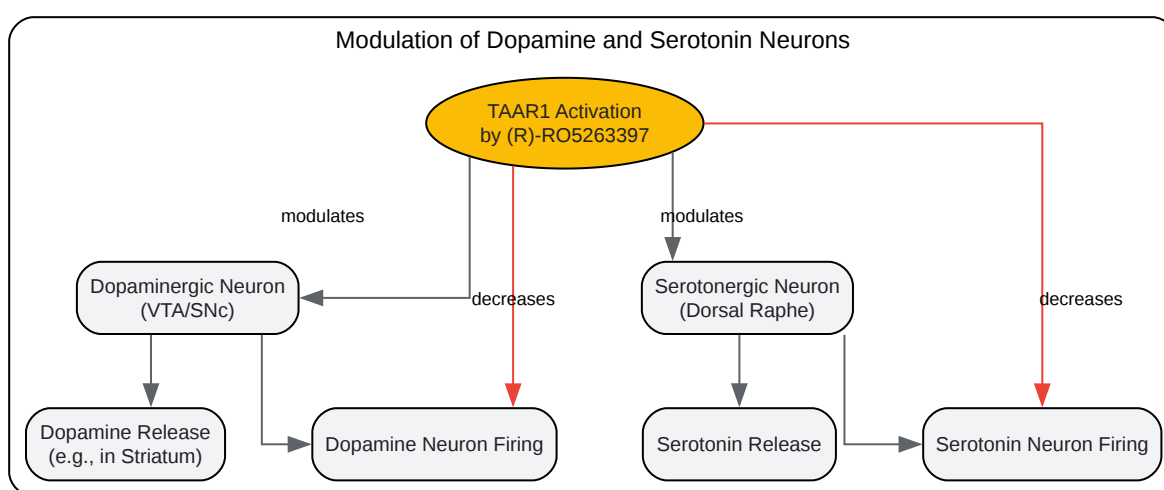 Modulation of Dopamine and Serotonin Neurons
TAAR1 Activation
by (R)-RO5263397
modulates
modulates
Dopaminergic Neuron
(VTA/SNc)
decreases
Serotonergic Neuron
(Dorsal Raphe)
decreases
Dopamine Release
(e.g., in Striatum)
Dopamine Neuron Firing
Serotonin Release
Serotonin Neuron Firing